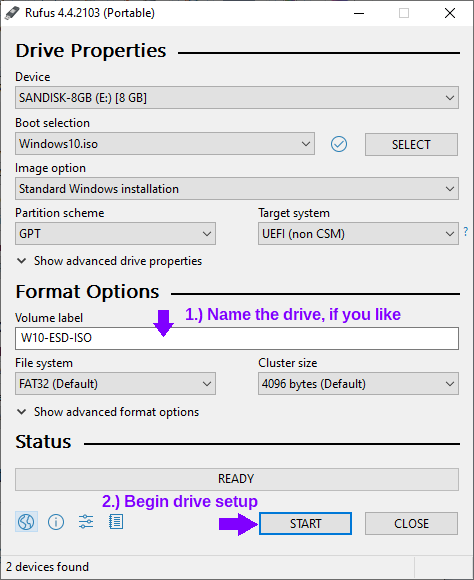 Rufus 4.4.2103 (Portable)
Drive Properties
Device
SANDISK-8GB (E:) [8 GB]
Boot selection
Windows10.iso
SELECT
Image option
Standard Windows installation
Partition scheme
Target system
GPT
UEFI (non CSM)
?
Show advanced drive properties
Format Options
Volume label
1.) Name the drive, if you like
W10-ESD-ISO
File system
Cluster size
FAT32 (Default)
4096 bytes (Default)
Show advanced format options
Status
READY
2.) Begin drive setup
START
CLOSE
2 devices found